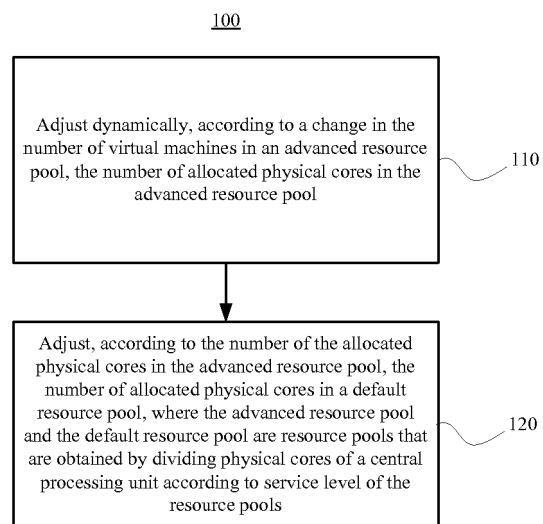 100
Adjust dynamically, according to a change in the
number of virtual machines in an advanced resource
pool, the number of allocated physical cores in the
advanced resource pool
110
Adjust, according to the number of the allocated
physical cores in the advanced resource pool, the
number of allocated physical cores in a default
resource pool, where the advanced resource pool
and the default resource pool are resource pools that
are obtained by dividing physical cores of a central
processing unit according to service level of the
resource pools
120